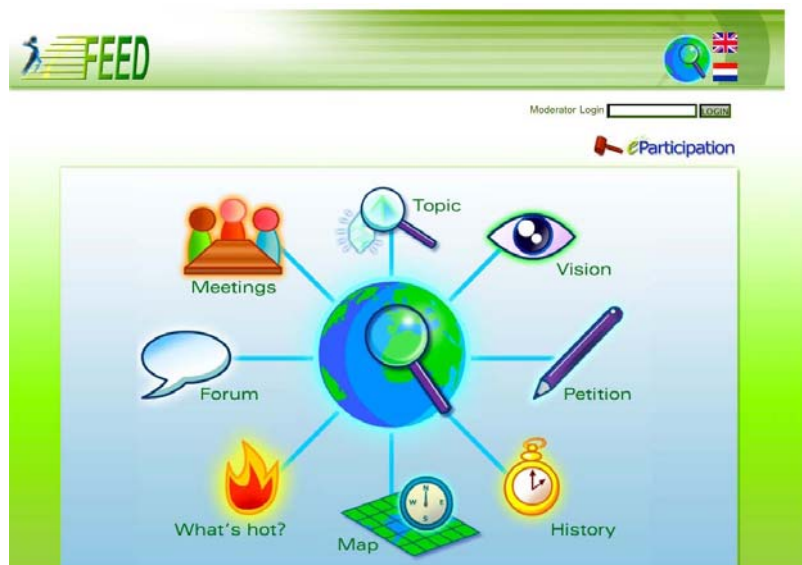 FEED
Moderator Login LOGIN
eParticipation
Topic
Meetings
Vision
Forum
Petition
What's hot?
Map
History
N
W E
S